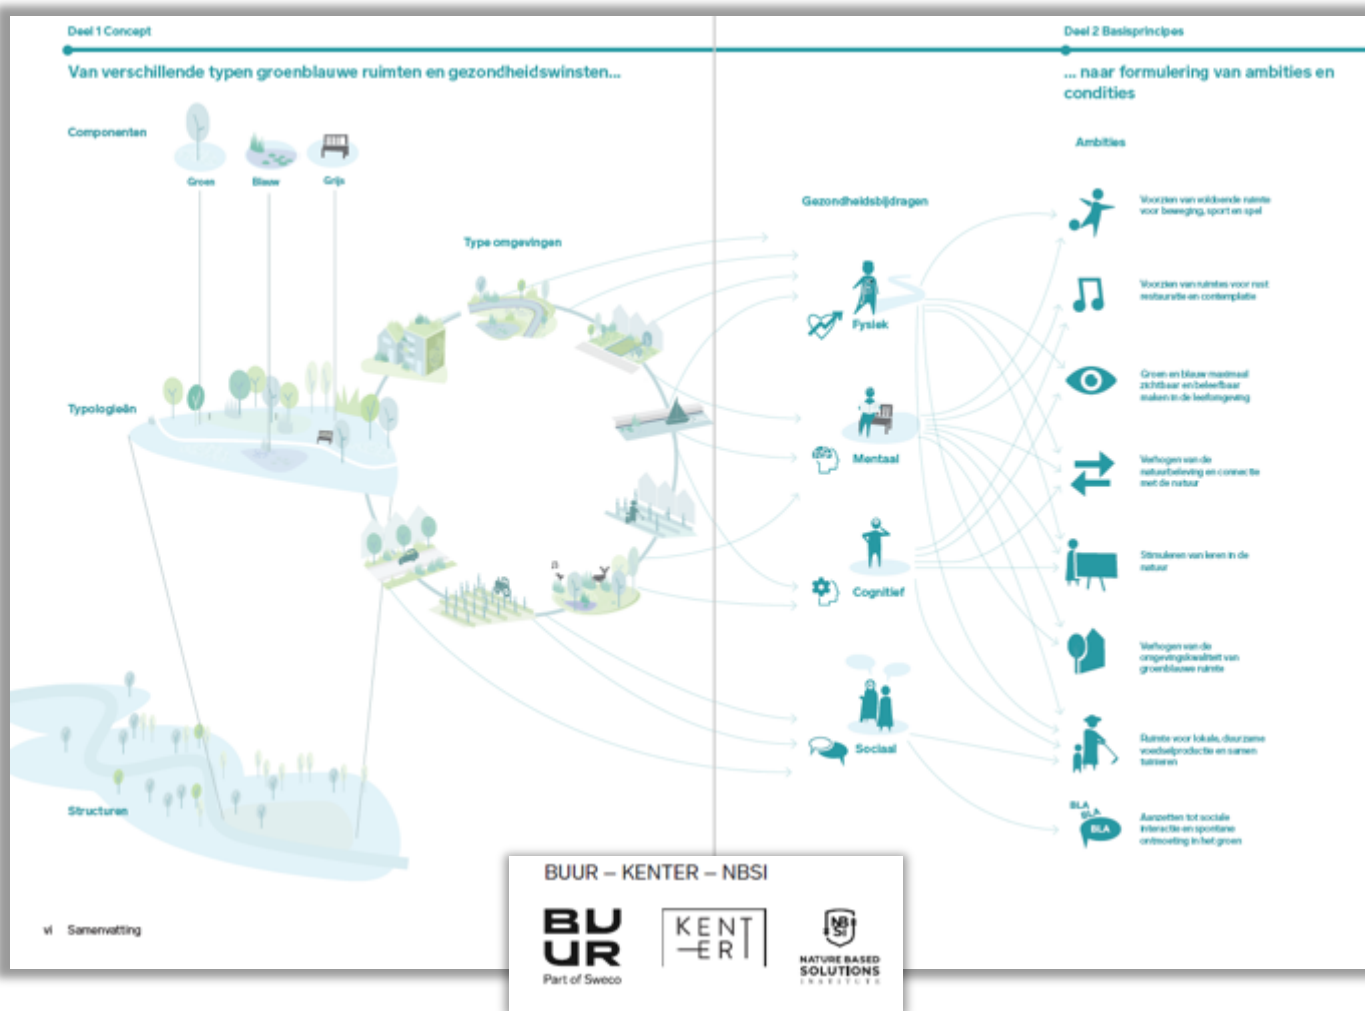 Deel 1 Concept
Van verschillende typen groenblauwe ruimten en gezondheidswinsten...
Componenten
Groen
Blauw
Grijs
Type omgevingen
Typologieën
Structuren
Gezondheidsbijdragen
Fysiek
Mentaal
Cognitief
Sociaal
Deel 2 Basisprincipes
... naar formulering van ambities en
condities
Ambities
Voorzien van voldoende ruimte
voor beweging, sport en spel
Voorzien van ruimtes voor rust
restauratie en contemplatie
Groen en blauw maximaal
zichtbaar en beleefbaar
maken in de leefomgeving
Verhogen van de
natuurbeleving en connectie
met de natuur
Stimuleren van leren in de
natuur
Verhogen van de
omgevingskwaliteit van
groenblauwe ruimte
Ruimte voor lokale, duurzame
voedselproductie en samen
tuinieren
BLA
BLA
BLA
Aanzetten tot sociale
interactie en spontane
ontmoeting in het groen
vi Samenvatting
BUUR – KENTER – NBSI
BU
UR
Part of Sweco
KENT
ER
NB
SI
NATURE BASED
SOLUTIONS
INSTITUTE